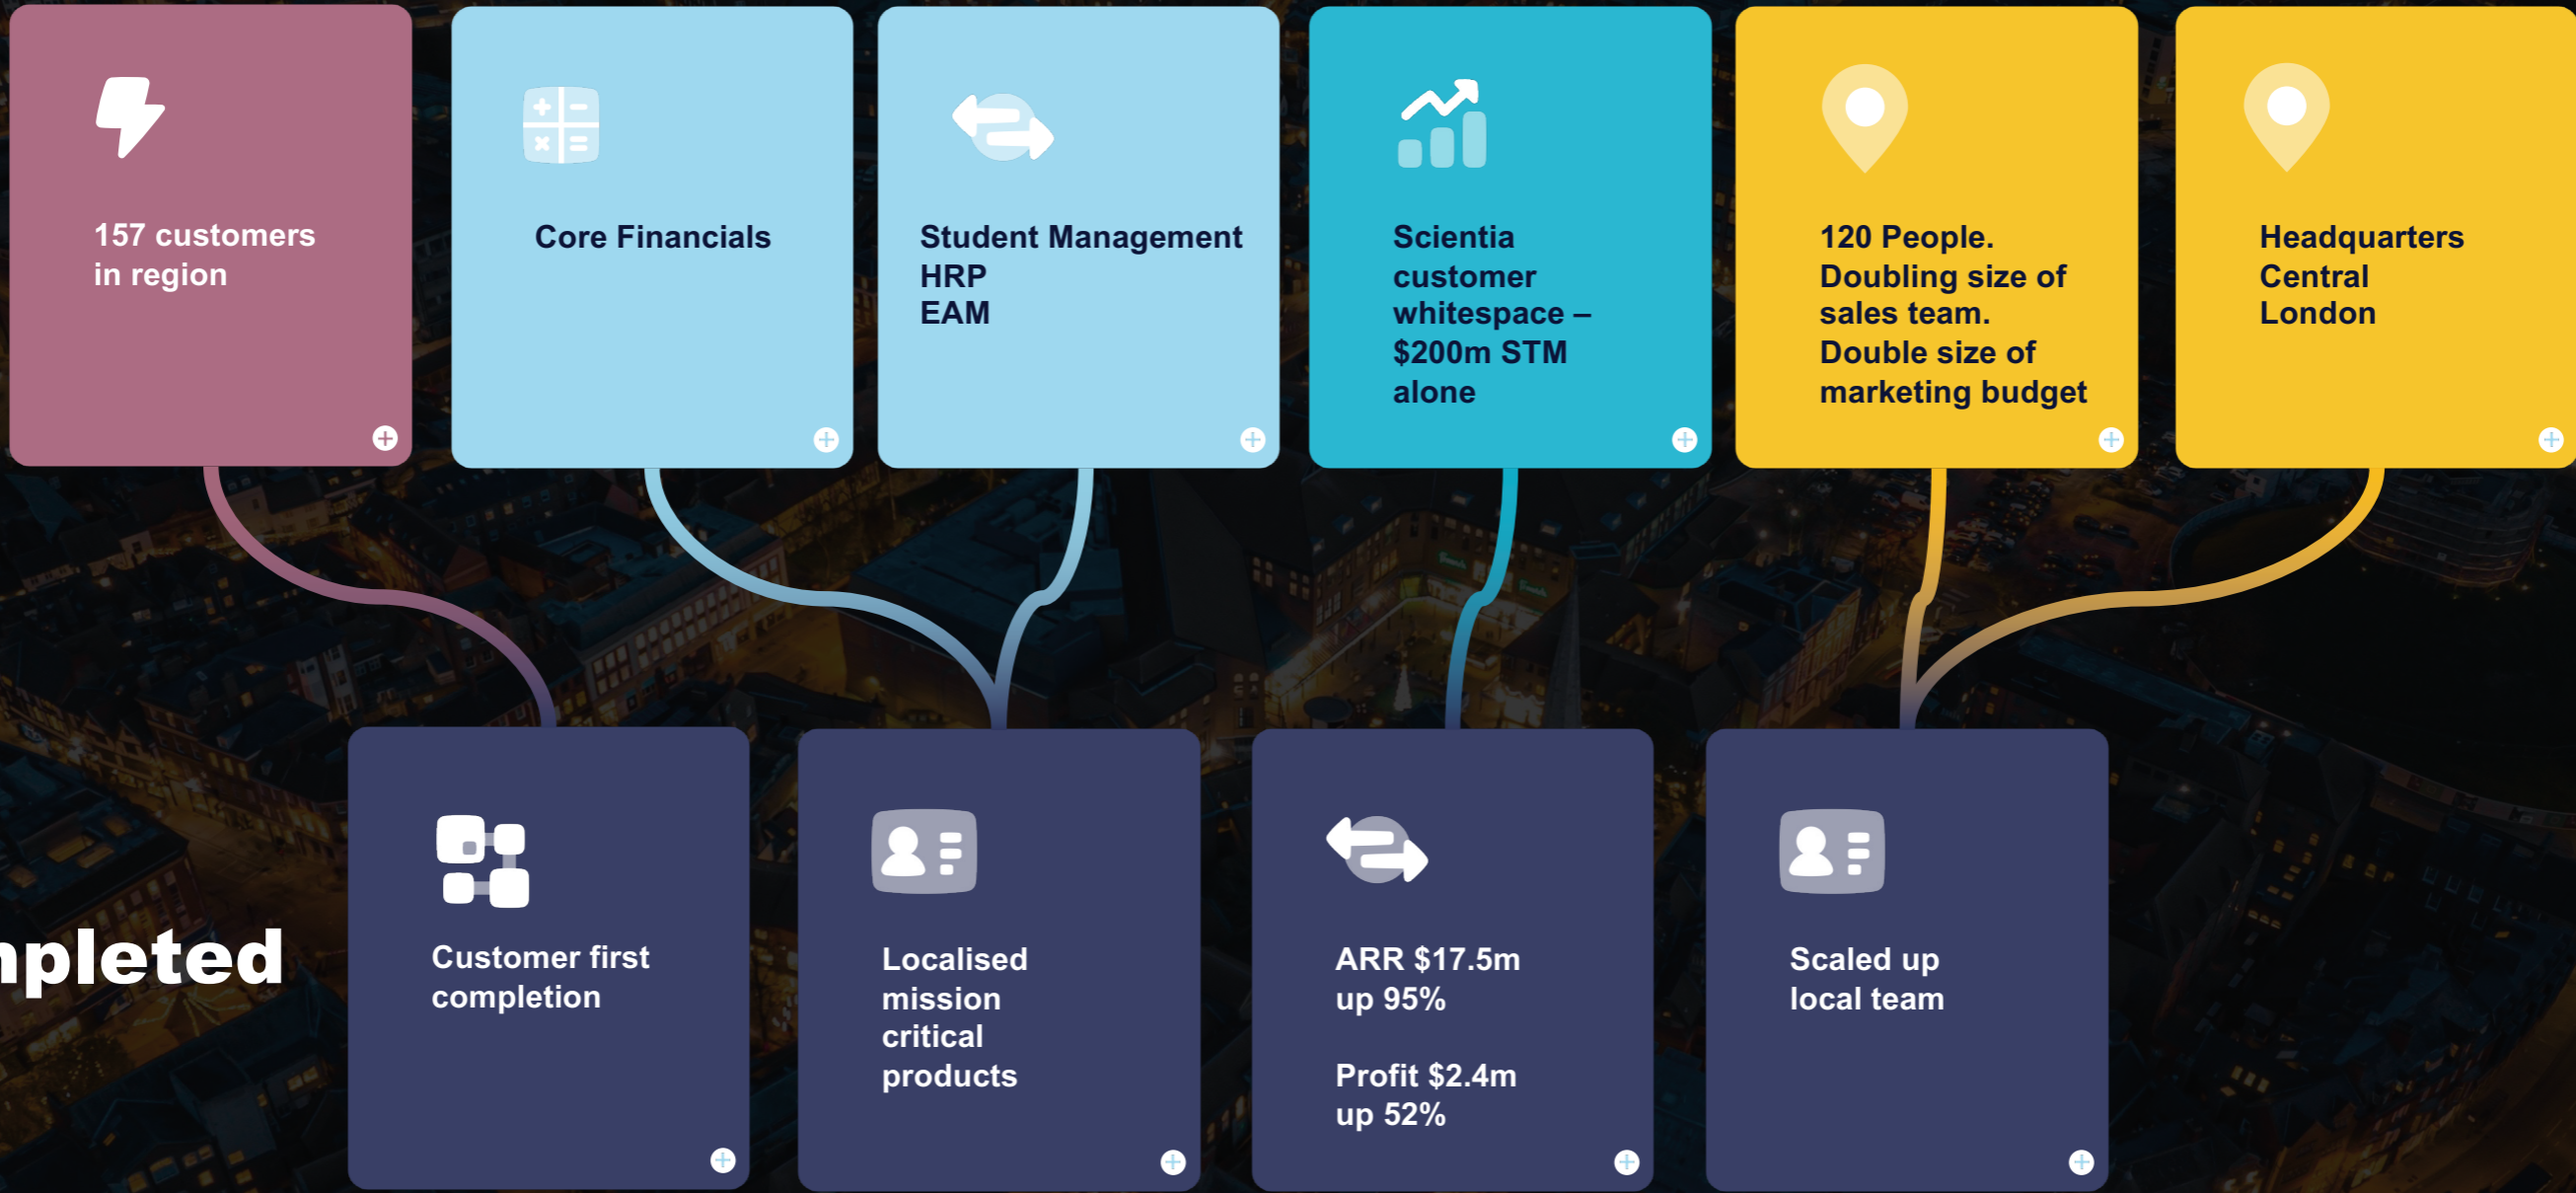 157 customers
in region
Core Financials
Student Management
HRP
EAM
Scientia
customer
whitespace –
$200m STM
alone
120 People.
Doubling size of
sales team.
Double size of
marketing budget
Headquarters
Central
London
Customer first
completion
Localised
mission
critical
products
ARR $17.5m
up 95%
Profit $2.4m
up 52%
Scaled up
local team